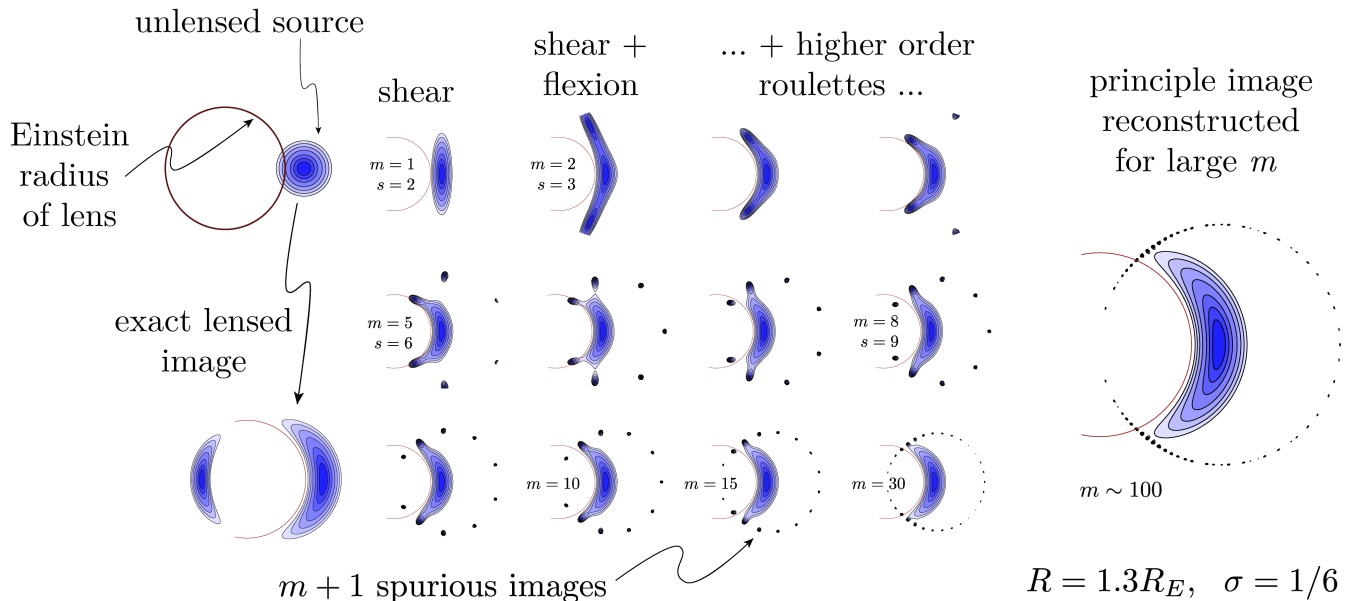 unlensed source
Einstein
radius
of lens
shear
shear +
flexion
... + higher order
roulettes ...
principle image
reconstructed
for large m
m = 1
s = 2
m = 2
s = 3
exact lensed
image
m = 5
s = 6
m = 8
s = 9
m = 10
m = 15
m = 30
m ∼ 100
m + 1 spurious images
R = 1.3R_E, σ = 1/6